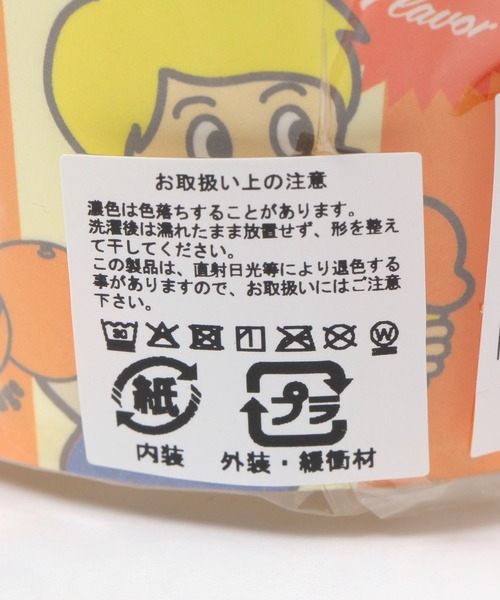 Flavor
お取扱い上の注意
濃色は色落ちすることがあります。
洗濯後は濡れたまま放置せず、形を整え
て干してください。
この製品は、直射日光等により退色する
事がありますので、お取扱いにはご注意
下さい。
30 W
紙 プラ
内装 外装・緩衝材